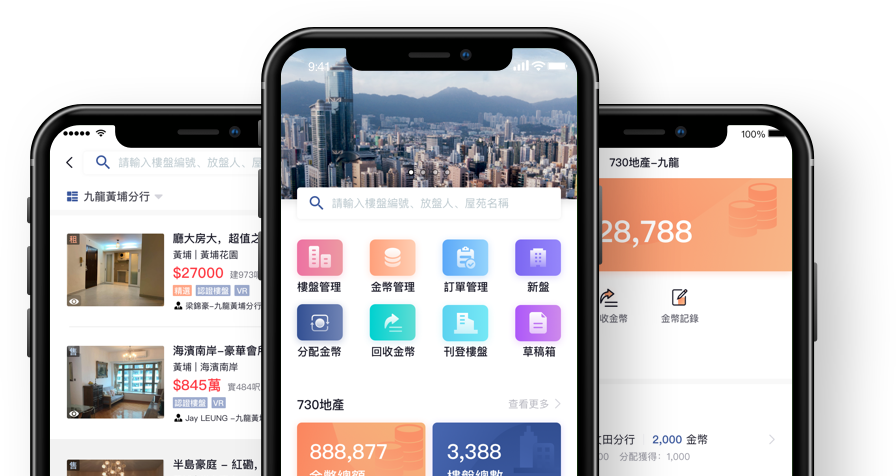 請輸入樓盤編號、放盤人、
九龍黃埔分行
租
廳大房大，超值之
黃埔 | 黃埔花園
$27000 建973
精選 認證樓盤 VR
梁錦豪-九龍黃埔分行
售
海濱南岸-豪華會
黃埔 | 海濱南岸
$845萬 實484呎
認證樓盤 VR
Jay LEUNG -九龍黃
售
半島豪庭 - 紅磡,
9:41
請輸入樓盤編號、放盤人、屋苑名稱
樓盤管理 金幣管理 訂單管理 新盤
分配金幣 回收金幣 刊登樓盤 草稿箱
730地產 查看更多
888,877 3,388
金幣總額 樓盤總數
100%
730地產-九龍
28,788
收金幣 金幣記錄
田分行 2,000 金幣
00 分配獲得：1,000